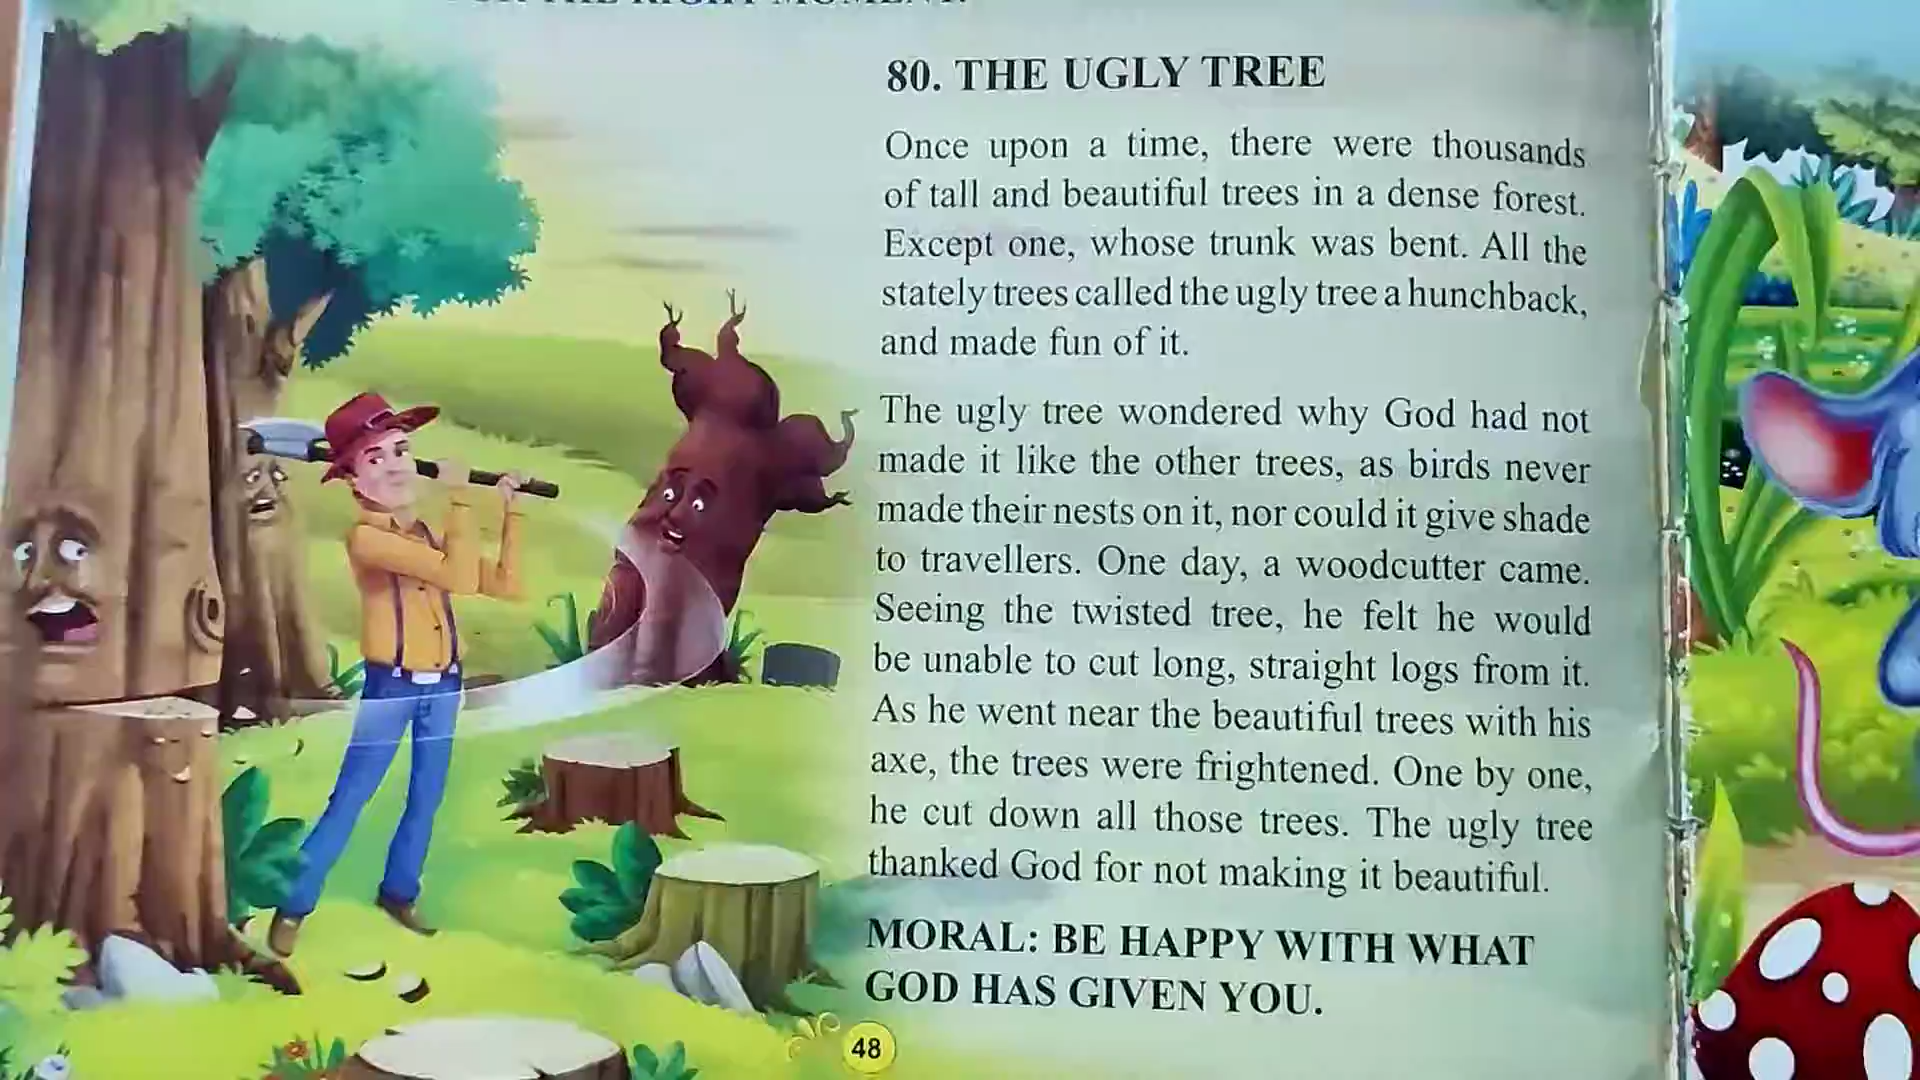 THE RIGHT MOMENT.
80. THE UGLY TREE
Once upon a time, there were thousands
of tall and beautiful trees in a dense forest.
Except one, whose trunk was bent. All the
stately trees called the ugly tree a hunchback,
and made fun of it.
The ugly tree wondered why God had not
made it like the other trees, as birds never
made their nests on it, nor could it give shade
to travellers. One day, a woodcutter came.
Seeing the twisted tree, he felt he would
be unable to cut long, straight logs from it.
As he went near the beautiful trees with his
axe, the trees were frightened. One by one,
he cut down all those trees. The ugly tree
thanked God for not making it beautiful.
MORAL: BE HAPPY WITH WHAT
GOD HAS GIVEN YOU.
48